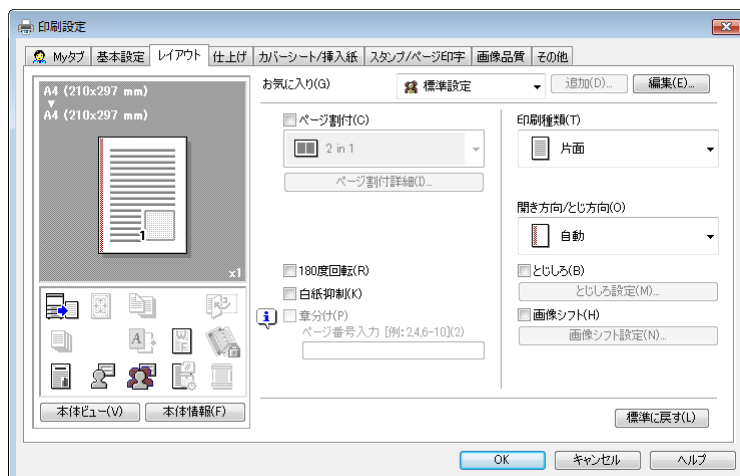 印刷設定
Myタブ 基本設定 レイアウト 仕上げ カバーシート/挿入紙 スタンプ/ページ印字 画像品質 その他
A4 (210x297 mm)
A4 (210x297 mm)
1
x1
本体ビュー(V) 本体情報(F)
お気に入り(G) 標準設定 追加(D)... 編集(E)...
ページ割付(C)
2 in 1
ページ割付詳細(I)...
180度回転(R)
白紙抑制(K)
章分け(P)
ページ番号入力 [例:2,4,6-10](2)
印刷種類(T)
片面
開き方向/とじ方向(O)
自動
とじしろ(B)
とじしろ設定(M)...
画像シフト(H)
画像シフト設定(N)...
標準に戻す(L)
OK キャンセル ヘルプ